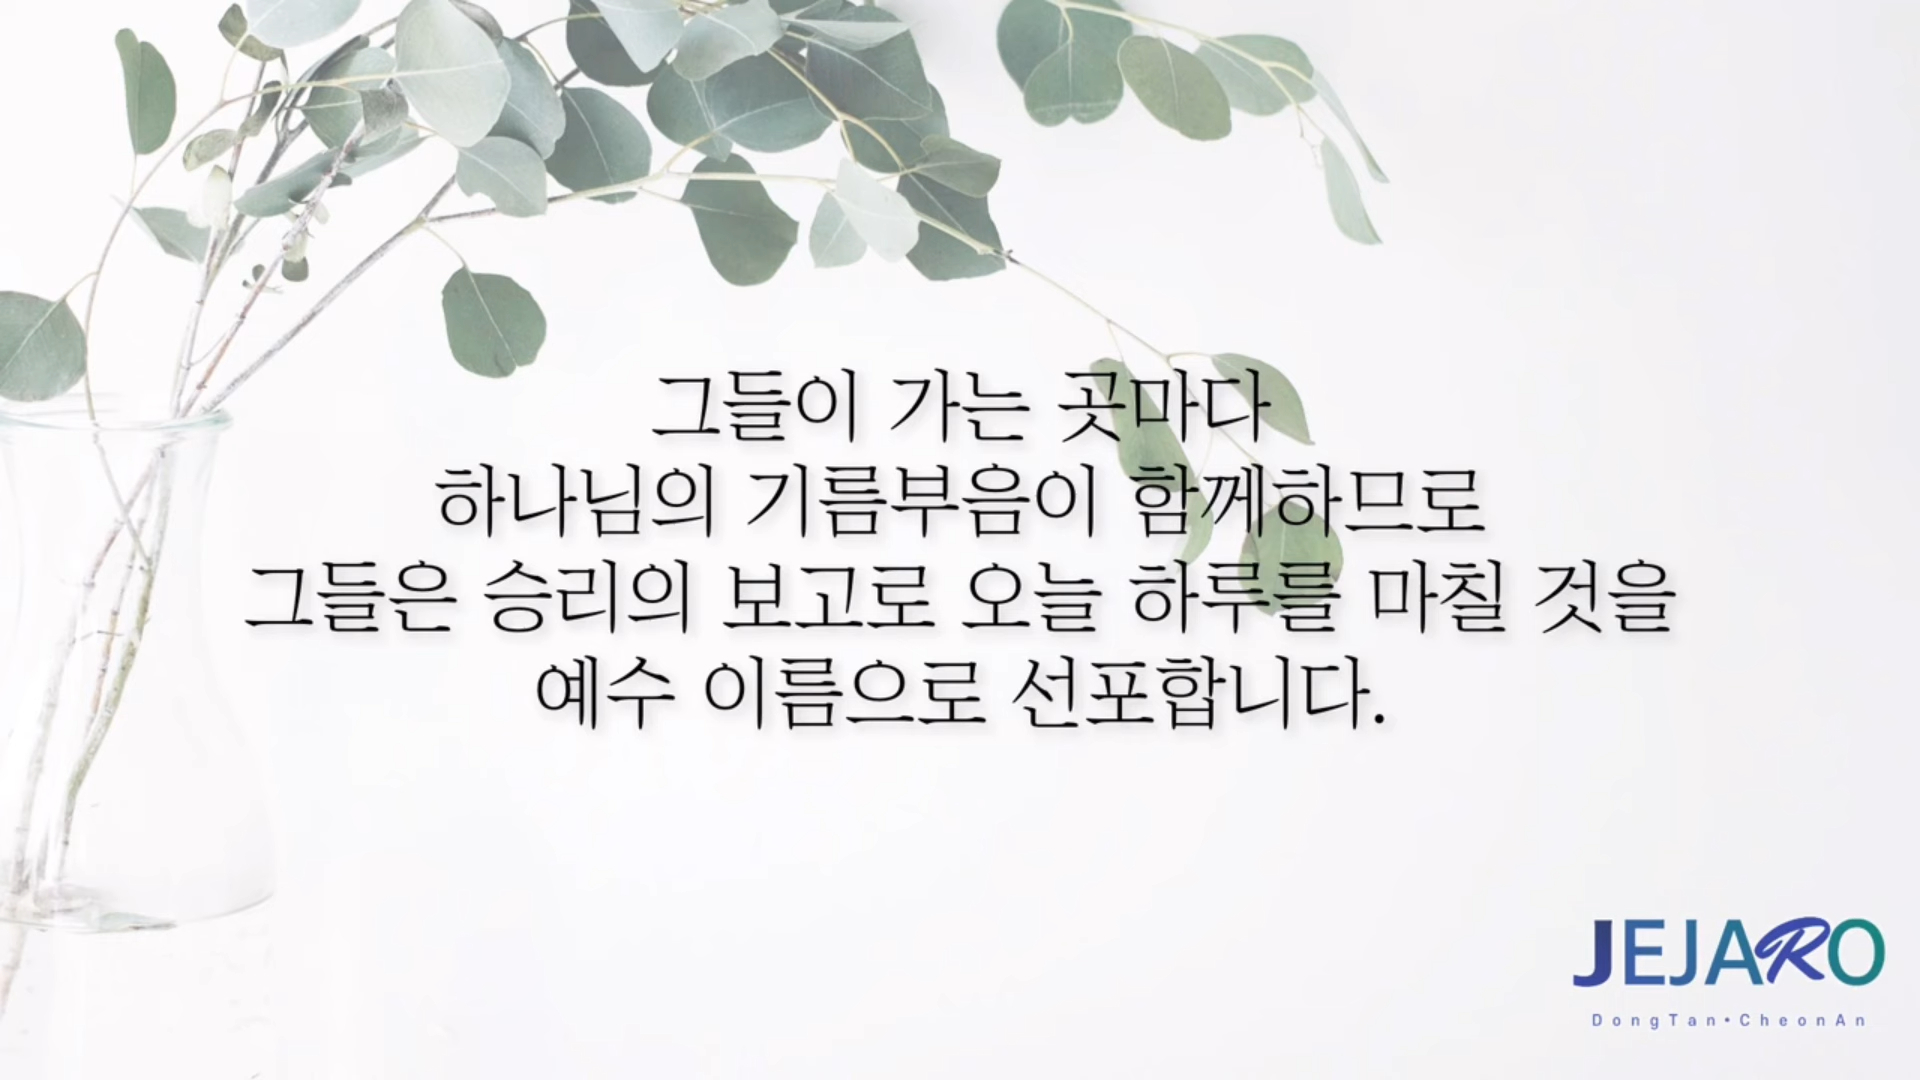 그들이 가는 곳마다
하나님의 기름부음이 함께하므로
그들은 승리의 보고로 오늘 하루를 마칠 것을
예수 이름으로 선포합니다.
JEJARO
DongTan•CheonAn